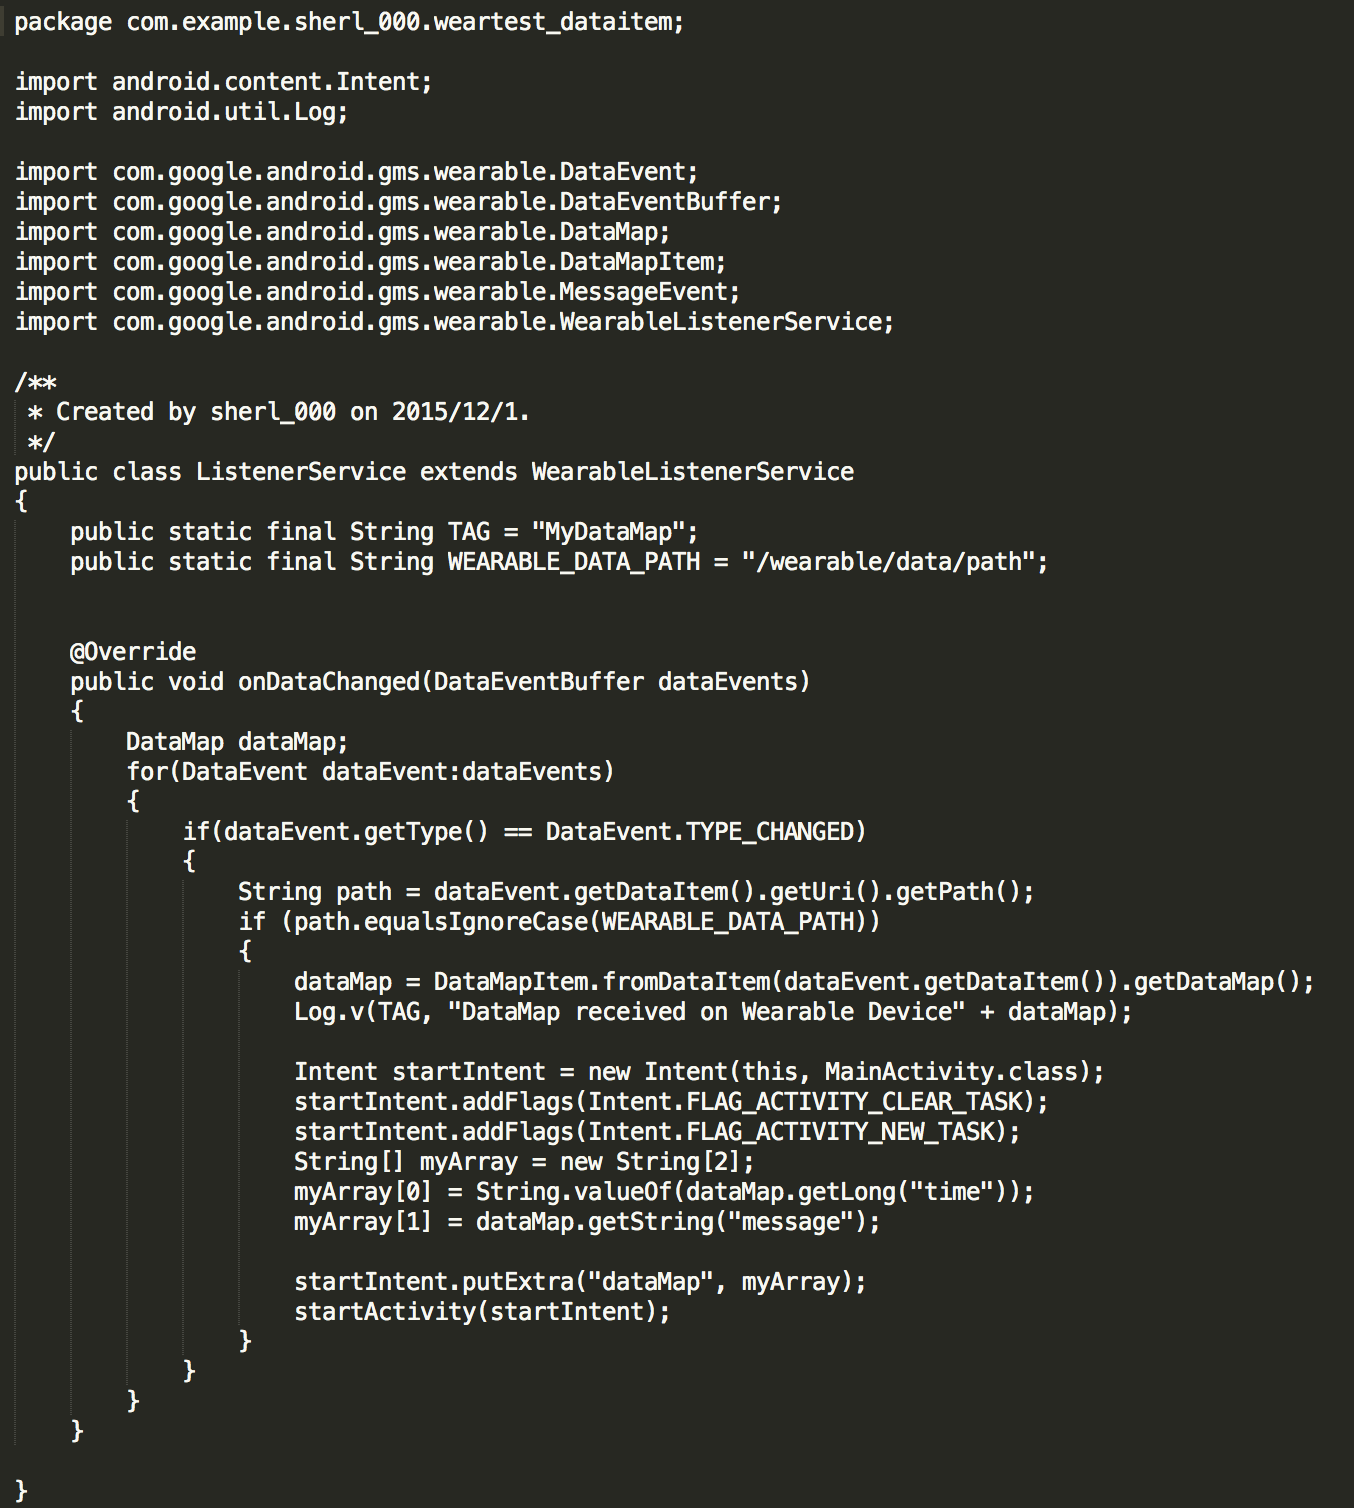 package com.example.sherl_000.weartest_dataitem;
import android.content.Intent;
import android.util.Log;
import com.google.android.gms.wearable.DataEvent;
import com.google.android.gms.wearable.DataEventBuffer;
import com.google.android.gms.wearable.DataMap;
import com.google.android.gms.wearable.DataMapItem;
import com.google.android.gms.wearable.MessageEvent;
import com.google.android.gms.wearable.WearableListenerService;
/**
 * Created by sherl_000 on 2015/12/1.
 */
public class ListenerService extends WearableListenerService
{
    public static final String TAG = "MyDataMap";
    public static final String WEARABLE_DATA_PATH = "/wearable/data/path";
    @Override
    public void onDataChanged(DataEventBuffer dataEvents)
    {
        DataMap dataMap;
        for(DataEvent dataEvent:dataEvents)
        {
            if(dataEvent.getType() == DataEvent.TYPE_CHANGED)
            {
                String path = dataEvent.getDataItem().getUri().getPath();
                if (path.equalsIgnoreCase(WEARABLE_DATA_PATH))
                {
                    dataMap = DataMapItem.fromDataItem(dataEvent.getDataItem()).getDataMap();
                    Log.v(TAG, "DataMap received on Wearable Device" + dataMap);
                    Intent startIntent = new Intent(this, MainActivity.class);
                    startIntent.addFlags(Intent.FLAG_ACTIVITY_CLEAR_TASK);
                    startIntent.addFlags(Intent.FLAG_ACTIVITY_NEW_TASK);
                    String[] myArray = new String[2];
                    myArray[0] = String.valueOf(dataMap.getLong("time"));
                    myArray[1] = dataMap.getString("message");
                    startIntent.putExtra("dataMap", myArray);
                    startActivity(startIntent);
                }
            }
        }
    }
}